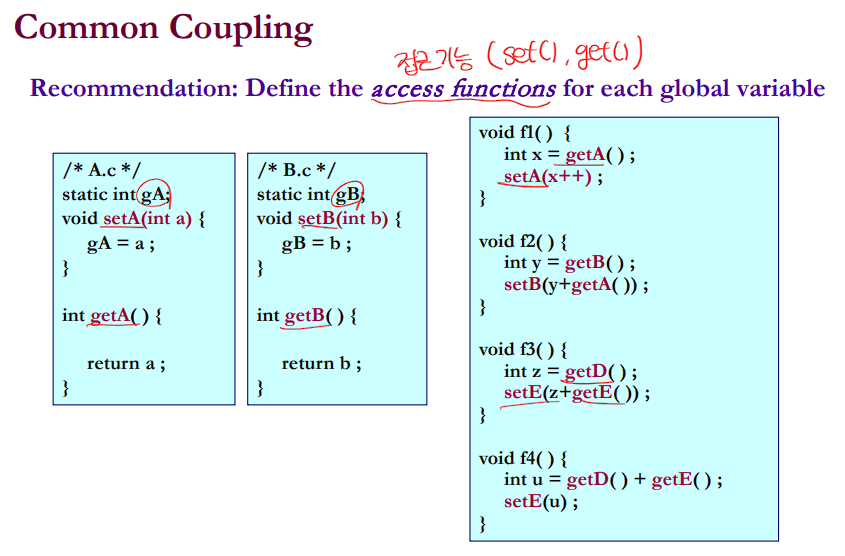 Common Coupling
접근기능 (set(), get())
Recommendation: Define the access functions for each global variable
/* A.c */
static int gA;
void setA(int a) {
gA = a ;
}
int getA( ) {
return a ;
}
/* B.c */
static int gB;
void setB(int b) {
gB = b ;
}
int getB( ) {
return b ;
}
void f1( ) {
int x = getA( ) ;
setA(x++) ;
}
void f2( ) {
int y = getB( ) ;
setB(y+getA( )) ;
}
void f3( ) {
int z = getD( ) ;
setE(z+getE( )) ;
}
void f4( ) {
int u = getD( ) + getE( ) ;
setE(u) ;
}